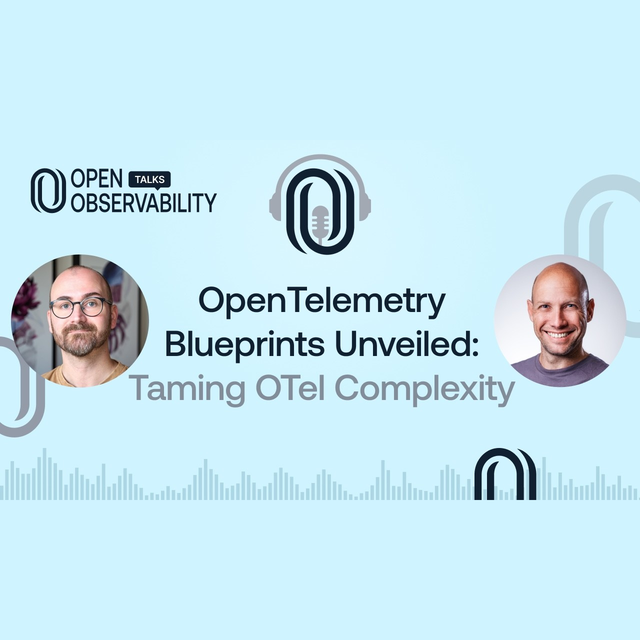 OPEN TALKS
OBSERVABILITY
OpenTelemetry
Blueprints Unveiled:
Taming OTel Complexity